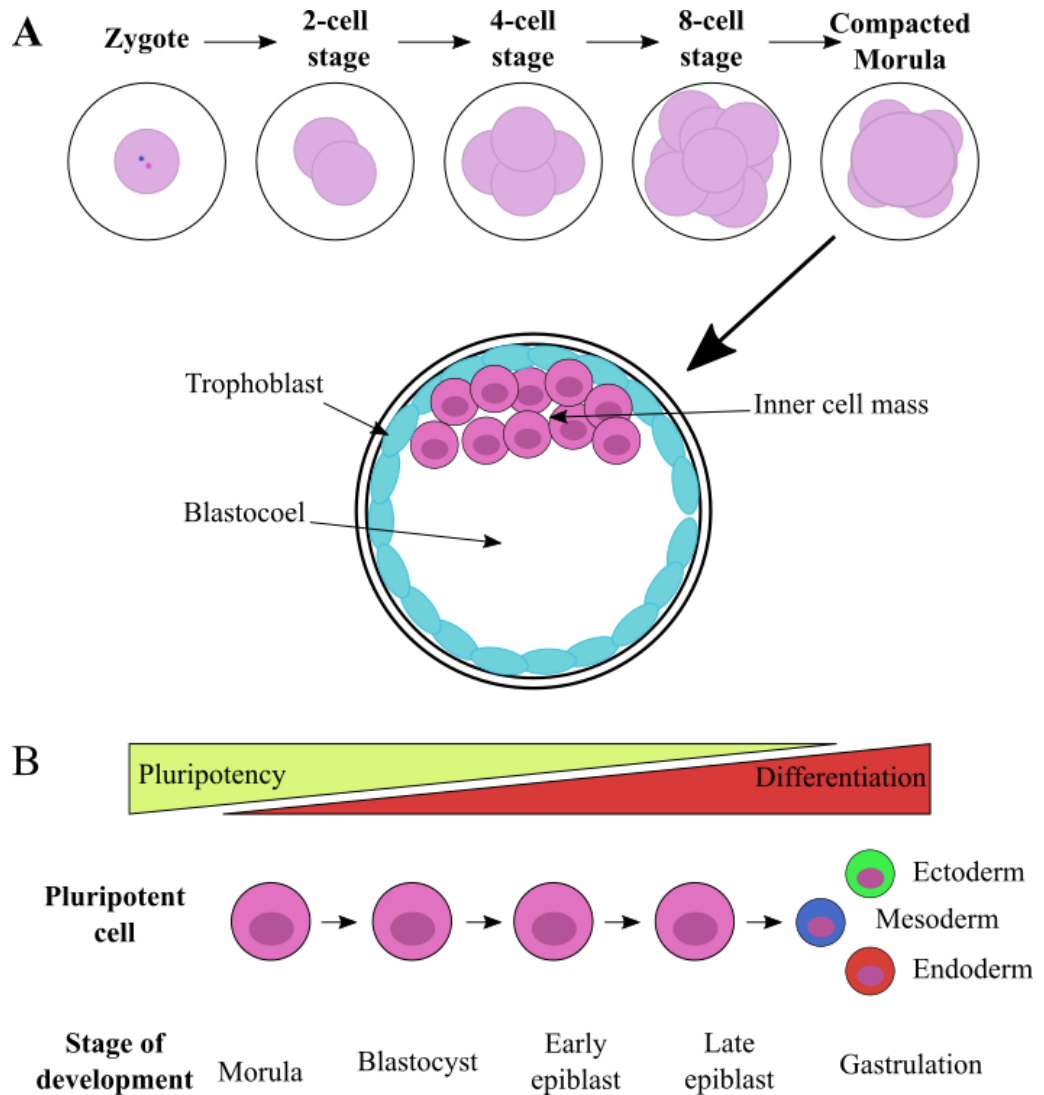 A
Zygote
2-cell
stage
4-cell
stage
8-cell
stage
Compacted
Morula
Trophoblast
Inner cell mass
Blastocoel
B
Pluripotency
Differentiation
Pluripotent
cell
Ectoderm
Mesoderm
Endoderm
Stage of
development
Morula
Blastocyst
Early
epiblast
Late
epiblast
Gastrulation